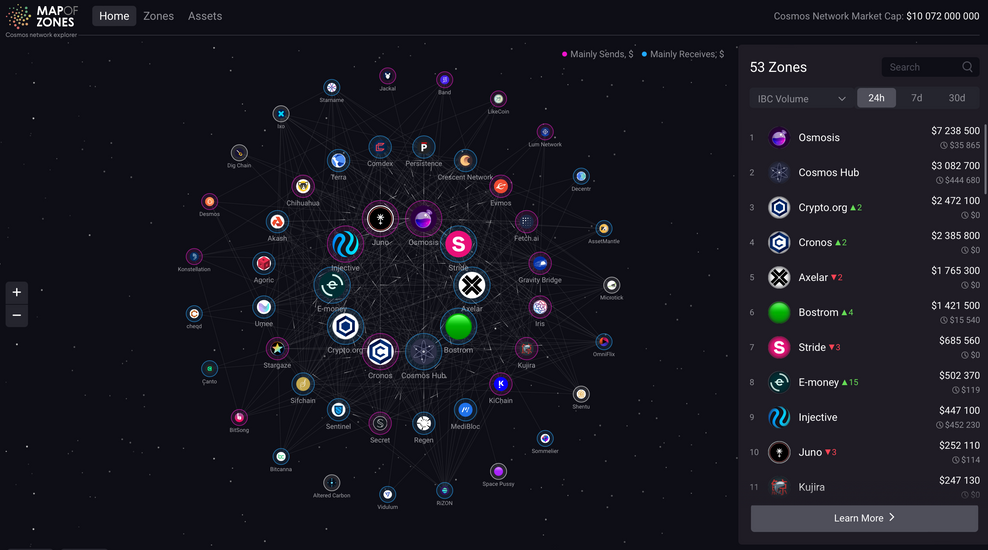 MAPOF
ZONES
Cosmos network explorer
Home Zones Assets
Cosmos Network Market Cap: $10 072 000 000
Mainly Sends, $ Mainly Receives, $
Jackal
Band
Starname
LikeCoin
Ixo
Lum Network
Comdex
Persistence
Dig Chain
Terra
Crescent Network
Decentr
Chihuahua
Evmos
Desmos
Akash
Juno
Osmosis
Fetch.ai
AssetMantle
Injective
Stride
Konstellation
Agoric
Gravity Bridge
E-money
Axelar
Microtick
cheqd
Umee
Iris
Crypto.org
Bostrom
Stargaze
Cronos
Cosmos Hub
Kujira
OmniFlix
Canto
Sifchain
KiChain
Shentu
BitSong
Sentinel
Secret
Regen
MediBloc
Bitcanna
Sommelier
Altered Carbon
Space Pussy
Vidulum
RiZON
+
−
53 Zones
Search
IBC Volume
24h 7d 30d
1 Osmosis $7 238 500
$35 865
2 Cosmos Hub $3 082 700
$444 680
3 Crypto.org ▲2 $2 472 100
$0
4 Cronos ▲2 $2 385 800
$0
5 Axelar ▼2 $1 765 300
$0
6 Bostrom ▲4 $1 421 500
$15 540
7 Stride ▼3 $685 560
$0
8 E-money ▲15 $502 370
$119
9 Injective $447 100
$452 230
10 Juno ▼3 $252 110
$114
11 Kujira $247 130
$0
Learn More